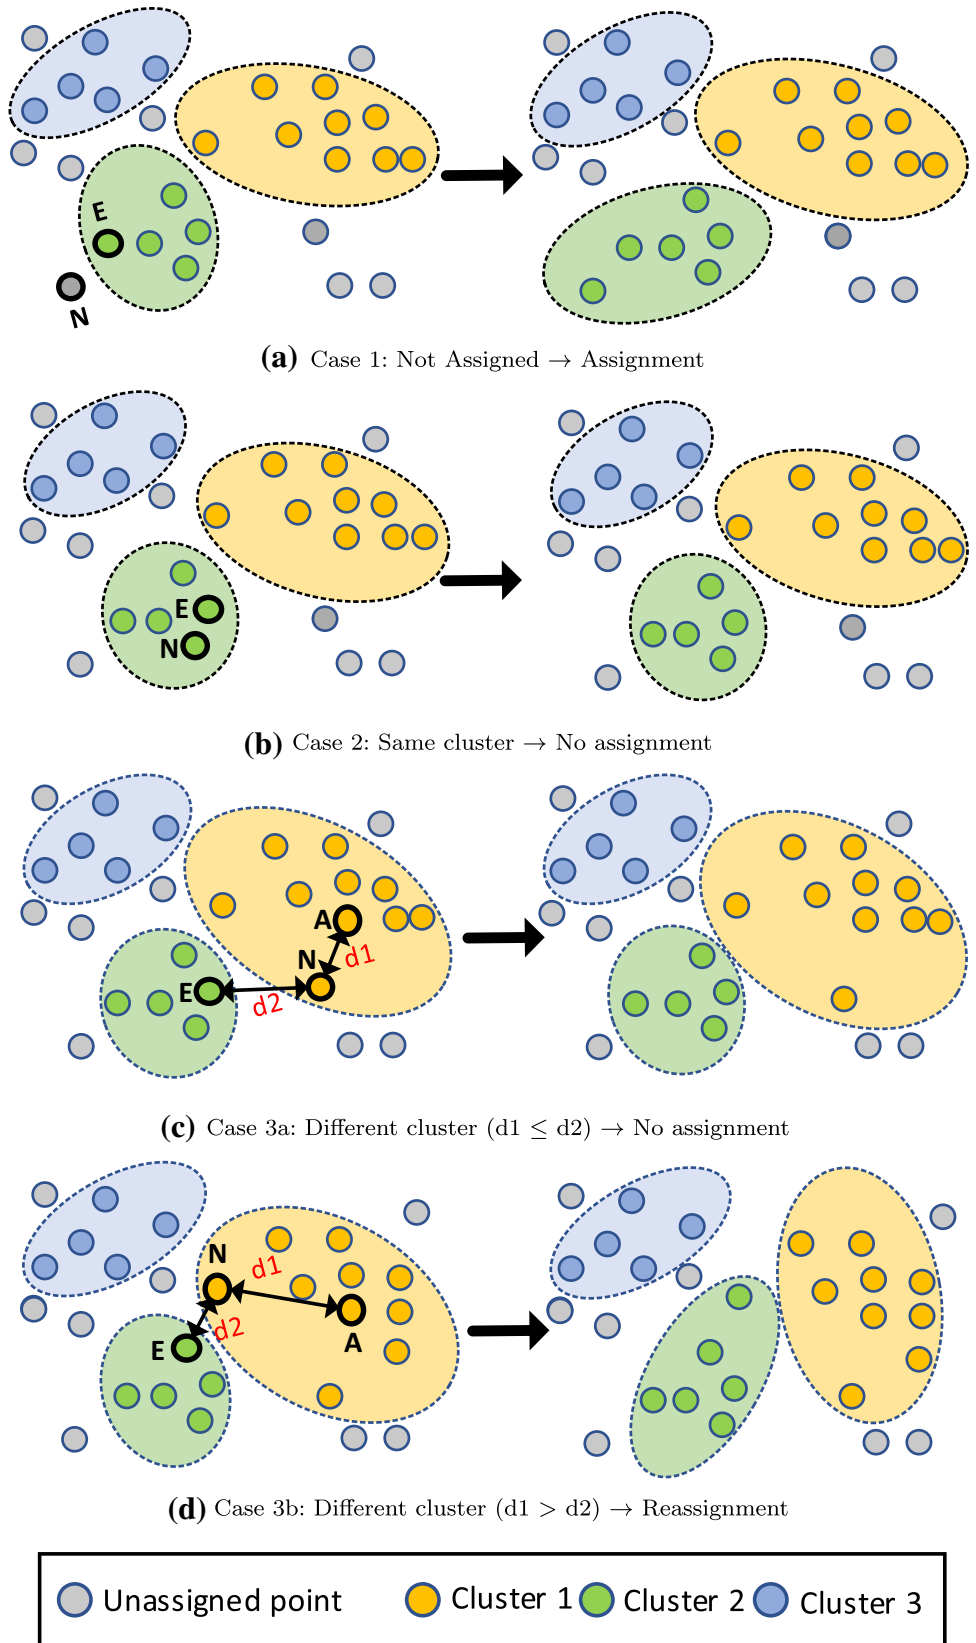 E
N
(a) Case 1: Not Assigned → Assignment
E
N
(b) Case 2: Same cluster → No assignment
A
N
d1
E
d2
(c) Case 3a: Different cluster (d1 ≤ d2) → No assignment
N
d1
d2
E
A
(d) Case 3b: Different cluster (d1 > d2) → Reassignment
Unassigned point Cluster 1 Cluster 2 Cluster 3